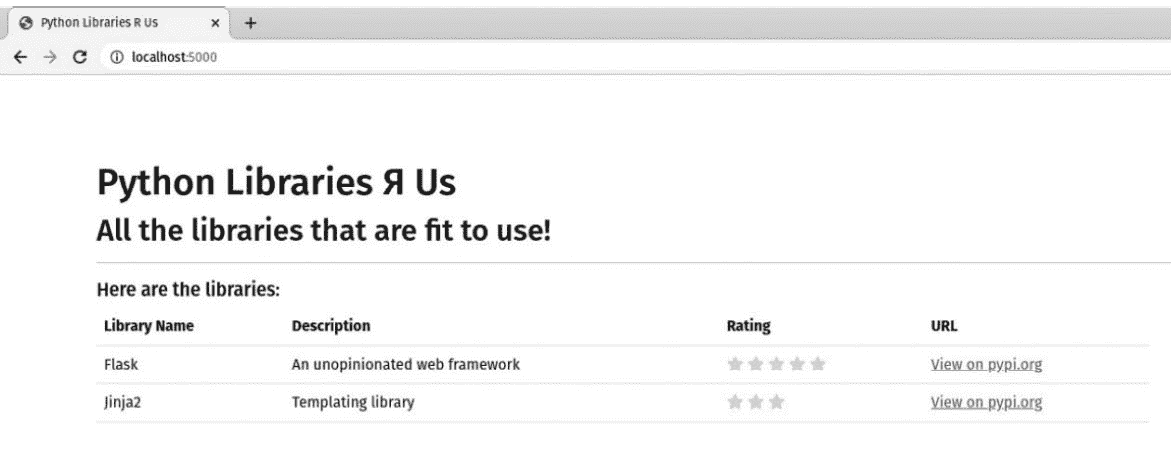 Python Libraries R Us
localhost:5000
Python Libraries Я Us
All the libraries that are fit to use!
Here are the libraries:
Library Name Description Rating URL
Flask An unopinionated web framework View on pypi.org
Jinja2 Templating library View on pypi.org